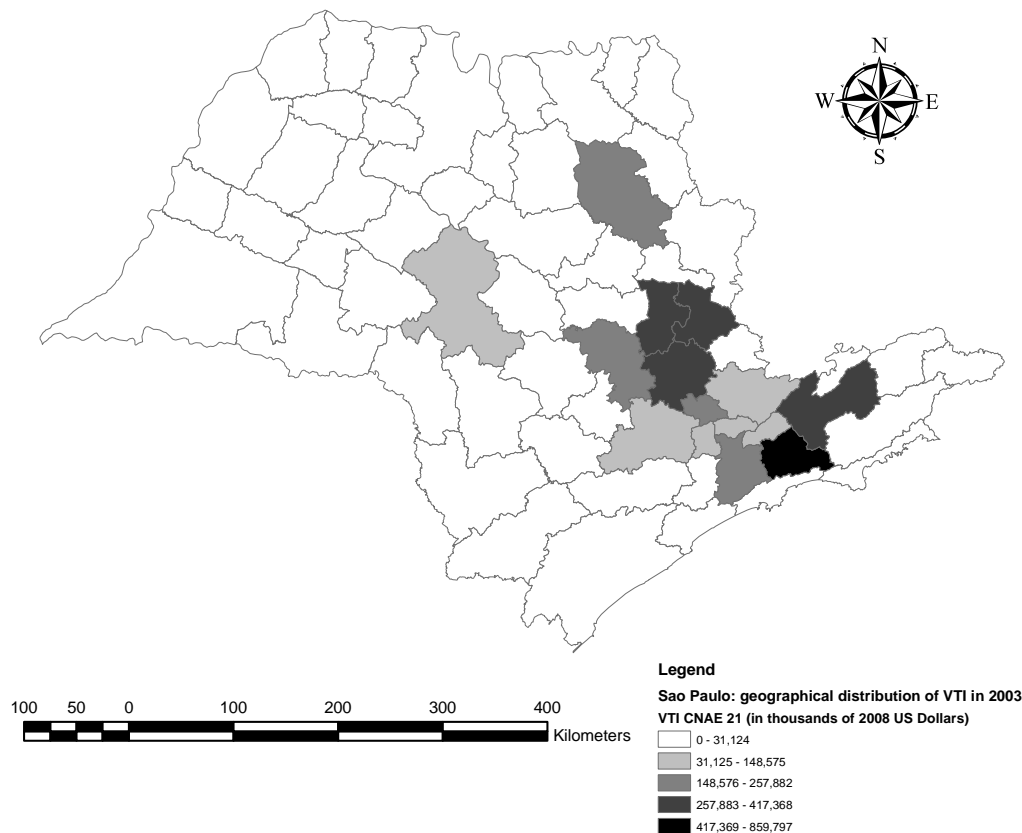 N
W E
S
Legend
Sao Paulo: geographical distribution of VTI in 2003
VTI CNAE 21 (in thousands of 2008 US Dollars)
0 - 31,124
31,125 - 148,575
148,576 - 257,882
257,883 - 417,368
417,369 - 859,797
100 50 0 100 200 300 400
Kilometers